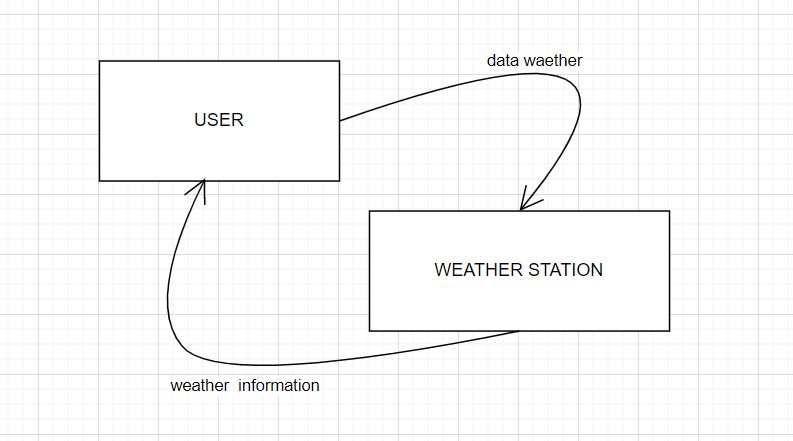 data waether
USER
WEATHER STATION
weather  information